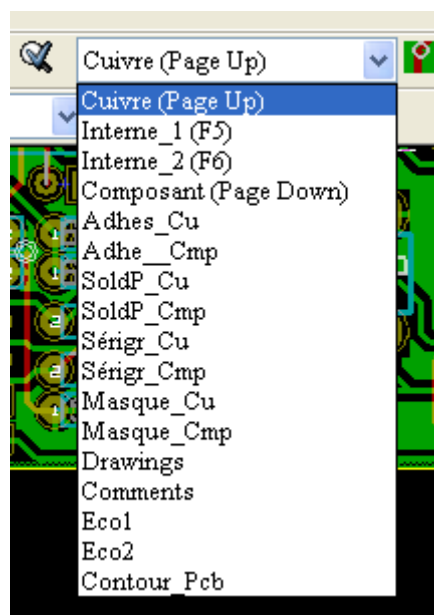 Cuivre (Page Up)
Cuivre (Page Up)
Interne_1 (F5)
Interne_2 (F6)
Composant (Page Down)
Adhes_Cu
Adhe__Cmp
SoldP_Cu
SoldP_Cmp
Sérigr_Cu
Sérigr_Cmp
Masque_Cu
Masque_Cmp
Drawings
Comments
Eco1
Eco2
Contour_Pcb